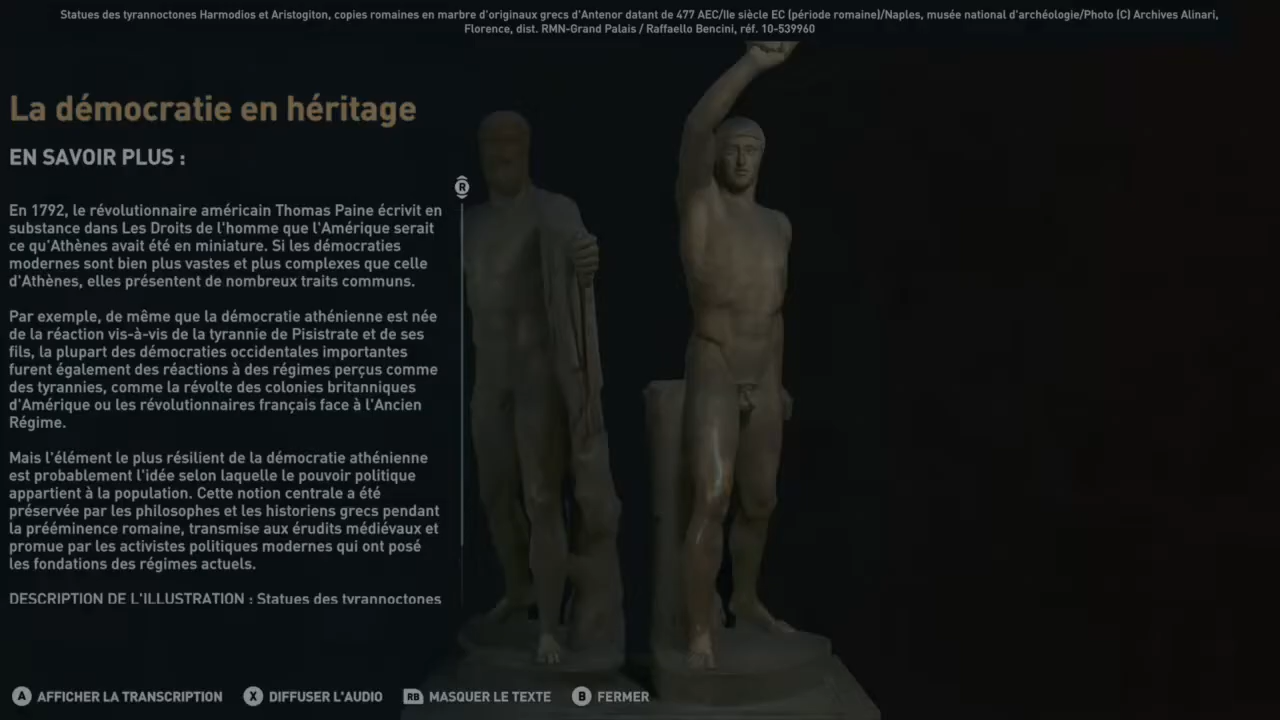 Statues des tyrannoctones Harmodios et Aristogiton, copies romaines en marbre d'originaux grecs d'Antenor datant de 477 AEC/IIe siècle EC (période romaine)/Naples, musée national d'archéologie/Photo (C) Archives Alinari,
Florence, dist. RMN-Grand Palais / Raffaello Bencini, réf. 10-539960
La démocratie en héritage
EN SAVOIR PLUS :
R
En 1792, le révolutionnaire américain Thomas Paine écrivit en
substance dans Les Droits de l'homme que l'Amérique serait
ce qu'Athènes avait été en miniature. Si les démocraties
modernes sont bien plus vastes et plus complexes que celle
d'Athènes, elles présentent de nombreux traits communs.
Par exemple, de même que la démocratie athénienne est née
de la réaction vis-à-vis de la tyrannie de Pisistrate et de ses
fils, la plupart des démocraties occidentales importantes
furent également des réactions à des régimes perçus comme
des tyrannies, comme la révolte des colonies britanniques
d'Amérique ou les révolutionnaires français face à l'Ancien
Régime.
Mais l'élément le plus résilient de la démocratie athénienne
est probablement l'idée selon laquelle le pouvoir politique
appartient à la population. Cette notion centrale a été
préservée par les philosophes et les historiens grecs pendant
la prééminence romaine, transmise aux érudits médiévaux et
promue par les activistes politiques modernes qui ont posé
les fondations des régimes actuels.
DESCRIPTION DE L'ILLUSTRATION : Statues des tyrannoctones
A AFFICHER LA TRANSCRIPTION X DIFFUSER L'AUDIO RB MASQUER LE TEXTE B FERMER